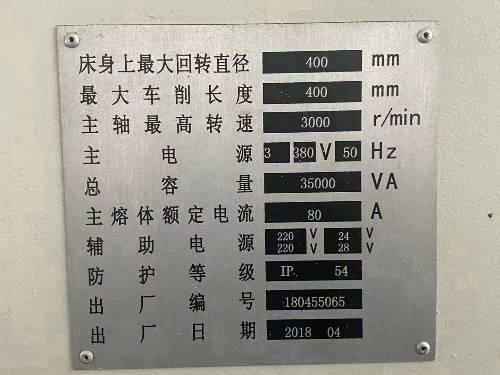 床身上最大回转直径 400 mm
最大车削长度 400 mm
主轴最高转速 3000 r/min
主电源 3 380 V 50 Hz
总容量 35000 VA
主熔体额定电流 80 A
辅助电源 220 V 24 V
220 V 28 V
防护等级 IP 54
出厂编号 180455065
出厂日期 2018 04